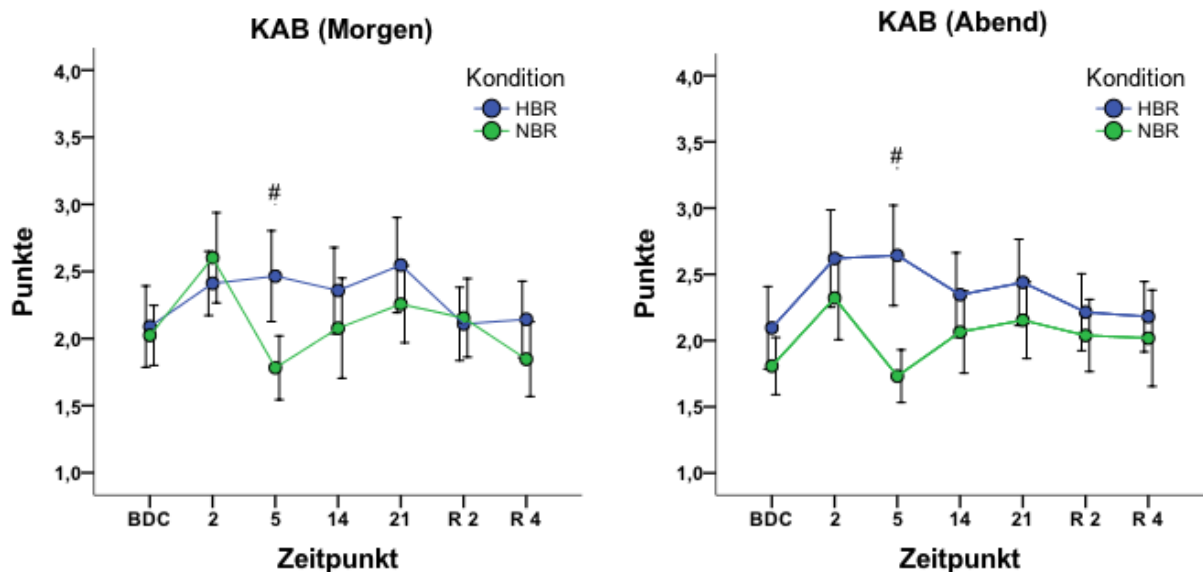 KAB (Morgen)
Punkte
4,0
3,5
3,0
2,5
2,0
1,5
1,0
Kondition
HBR
NBR
#
BDC 2 5 14 21 R 2 R 4
Zeitpunkt
KAB (Abend)
Punkte
4,0
3,5
3,0
2,5
2,0
1,5
1,0
Kondition
HBR
NBR
#
BDC 2 5 14 21 R 2 R 4
Zeitpunkt